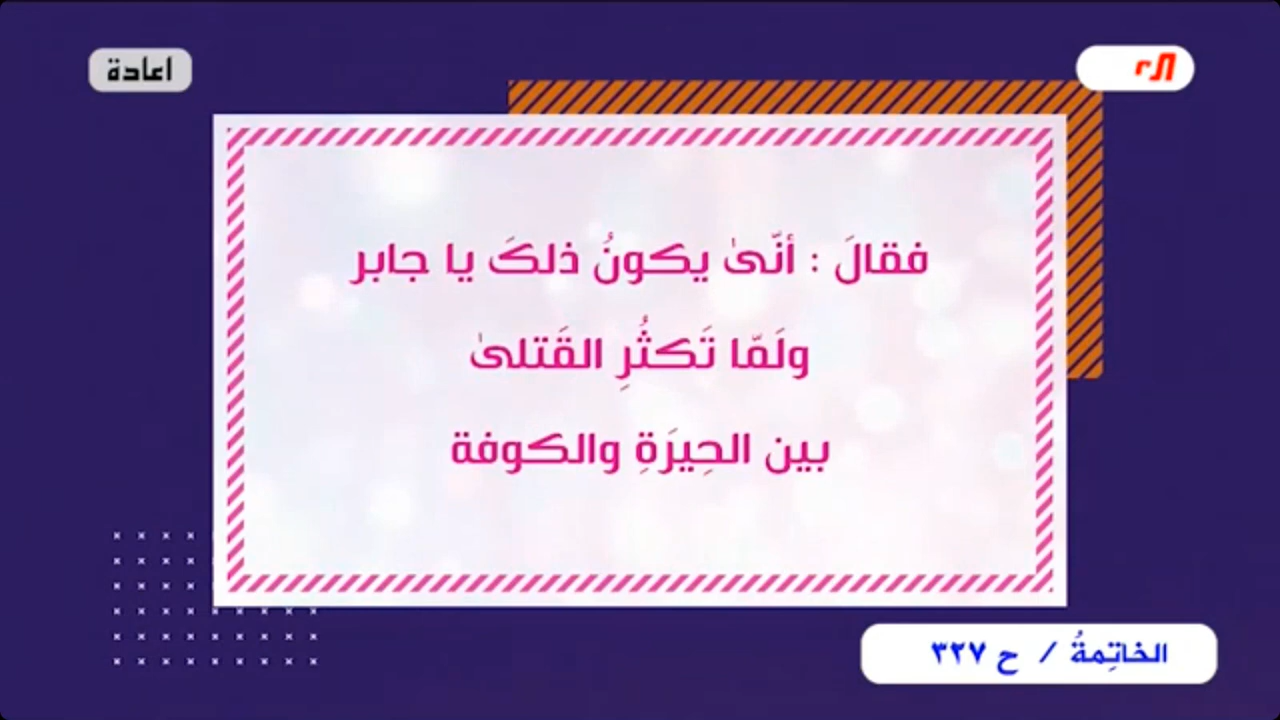 اعادة
فقالَ : أنّىٰ يكونُ ذلكَ يا جابر
ولَمّا تَكثُرِ القَتلىٰ
بين الحِيرَةِ والكوفة
الخاتِمةُ / ح ٣٢٧